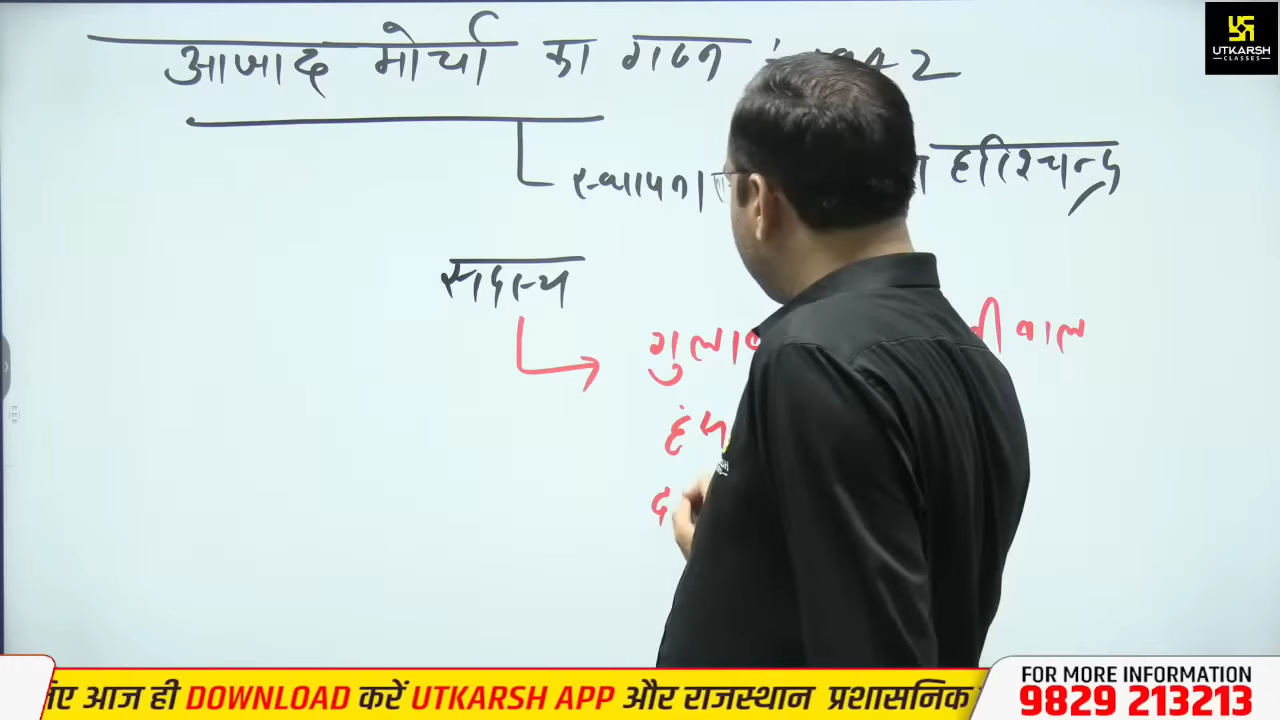 आजाद मोर्चा का गठन : 1942
UTKARSH
CLASSES
स्थापना हरिश्चन्द्र
सदस्य
गुला वाल
हंस
द
आज ही DOWNLOAD करें UTKARSH APP और राजस्थान प्रशासनिक
FOR MORE INFORMATION
9829 213213